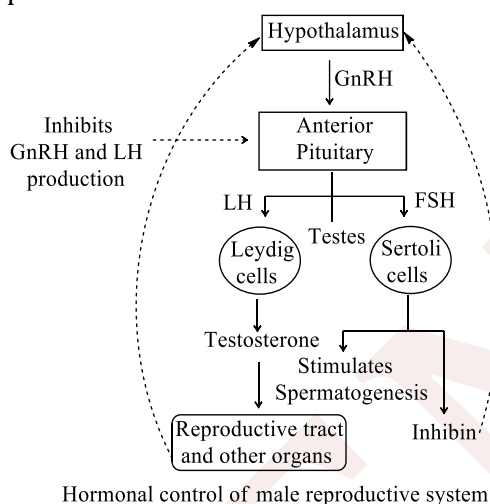 Hypothalamus
GnRH
Inhibits
GnRH and LH
production
Anterior
Pituitary
LH
FSH
Testes
Leydig
cells
Sertoli
cells
Testosterone
Stimulates
Spermatogenesis
Reproductive tract
and other organs
Inhibin
Hormonal control of male reproductive system